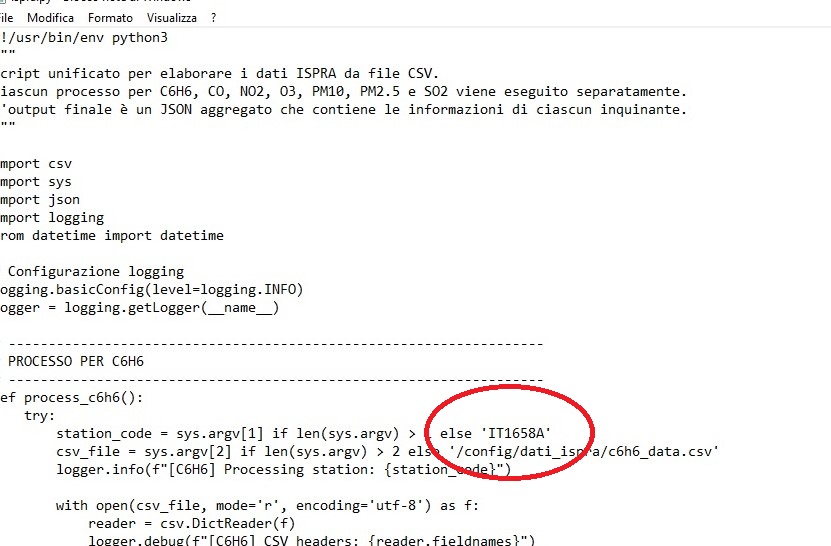 File Modifica Formato Visualizza ?
!/usr/bin/env python3
""
cript unificato per elaborare i dati ISPRA da file CSV.
iascun processo per C6H6, CO, NO2, O3, PM10, PM2.5 e SO2 viene eseguito separatamente.
'output finale è un JSON aggregato che contiene le informazioni di ciascun inquinante.
""
mport csv
mport sys
mport json
mport logging
rom datetime import datetime
Configurazione logging
ogging.basicConfig(level=logging.INFO)
ogger = logging.getLogger(__name__)
-------------------------------------------------------------------
PROCESSO PER C6H6
-------------------------------------------------------------------
ef process_c6h6():
try:
station_code = sys.argv[1] if len(sys.argv) > else 'IT1658A'
csv_file = sys.argv[2] if len(sys.argv) > 2 else '/config/dati_ispra/c6h6_data.csv'
logger.info(f"[C6H6] Processing station: {station_code}")
with open(csv_file, mode='r', encoding='utf-8') as f:
reader = csv.DictReader(f)
logger.debug(f"[C6H6] CSV headers: {reader.fieldnames}")